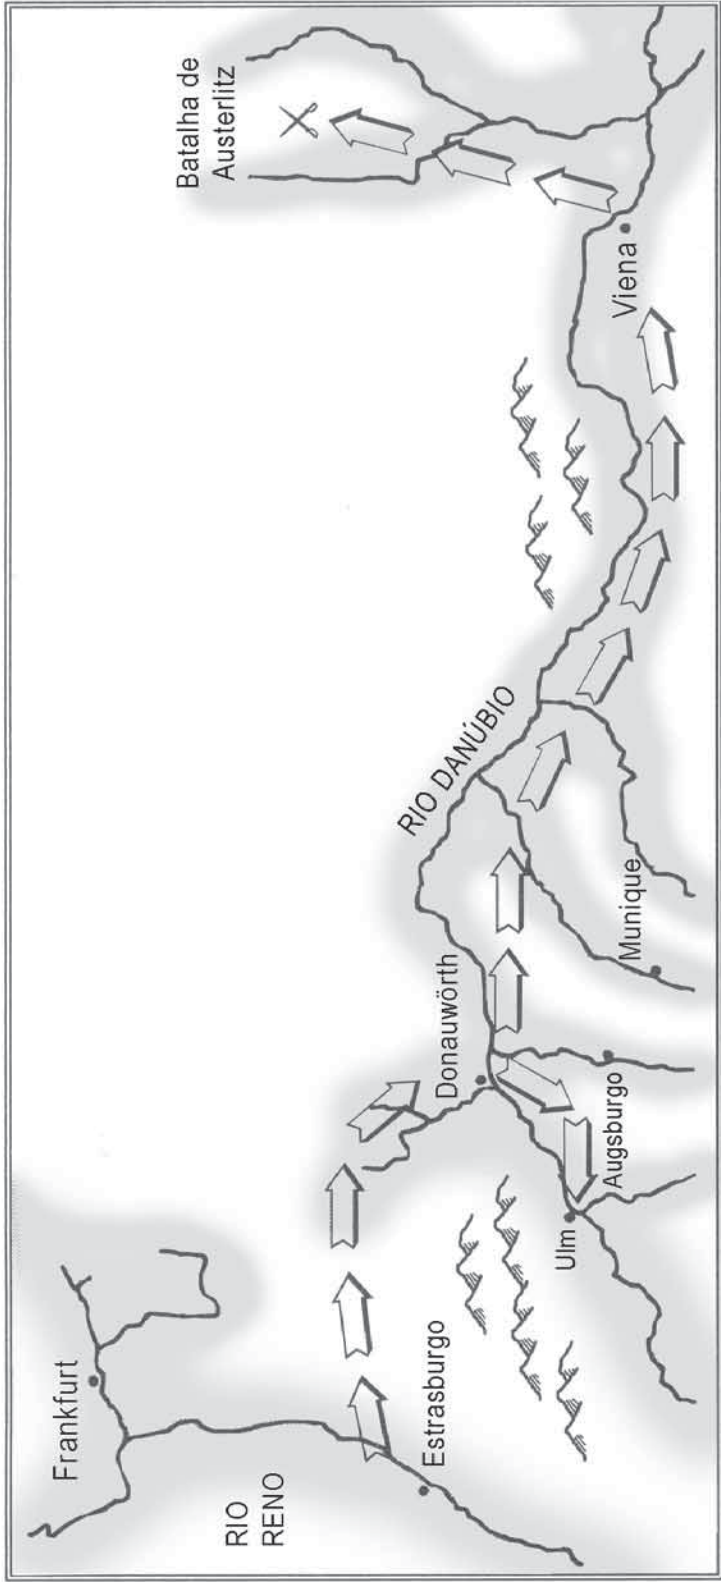 Frankfurt
RIO
RENO
Estrasburgo
Ulm
Augsburgo
Donauwörth
Munique
RIO DANÚBIO
Viena
Batalha de
Austerlitz